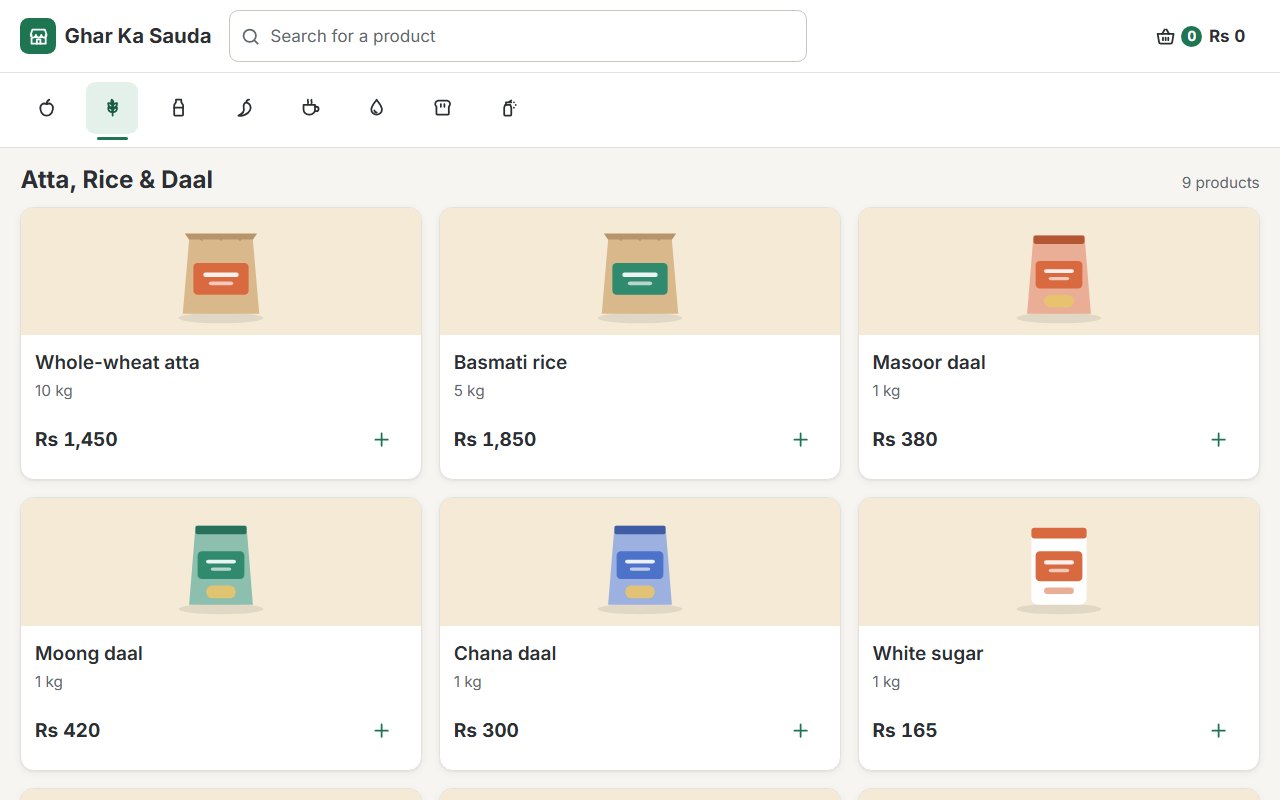 Ghar Ka Sauda
Search for a product
0 Rs 0
Atta, Rice & Daal
9 products
Whole-wheat atta
10 kg
Rs 1,450
Basmati rice
5 kg
Rs 1,850
Masoor daal
1 kg
Rs 380
Moong daal
1 kg
Rs 420
Chana daal
1 kg
Rs 300
White sugar
1 kg
Rs 165